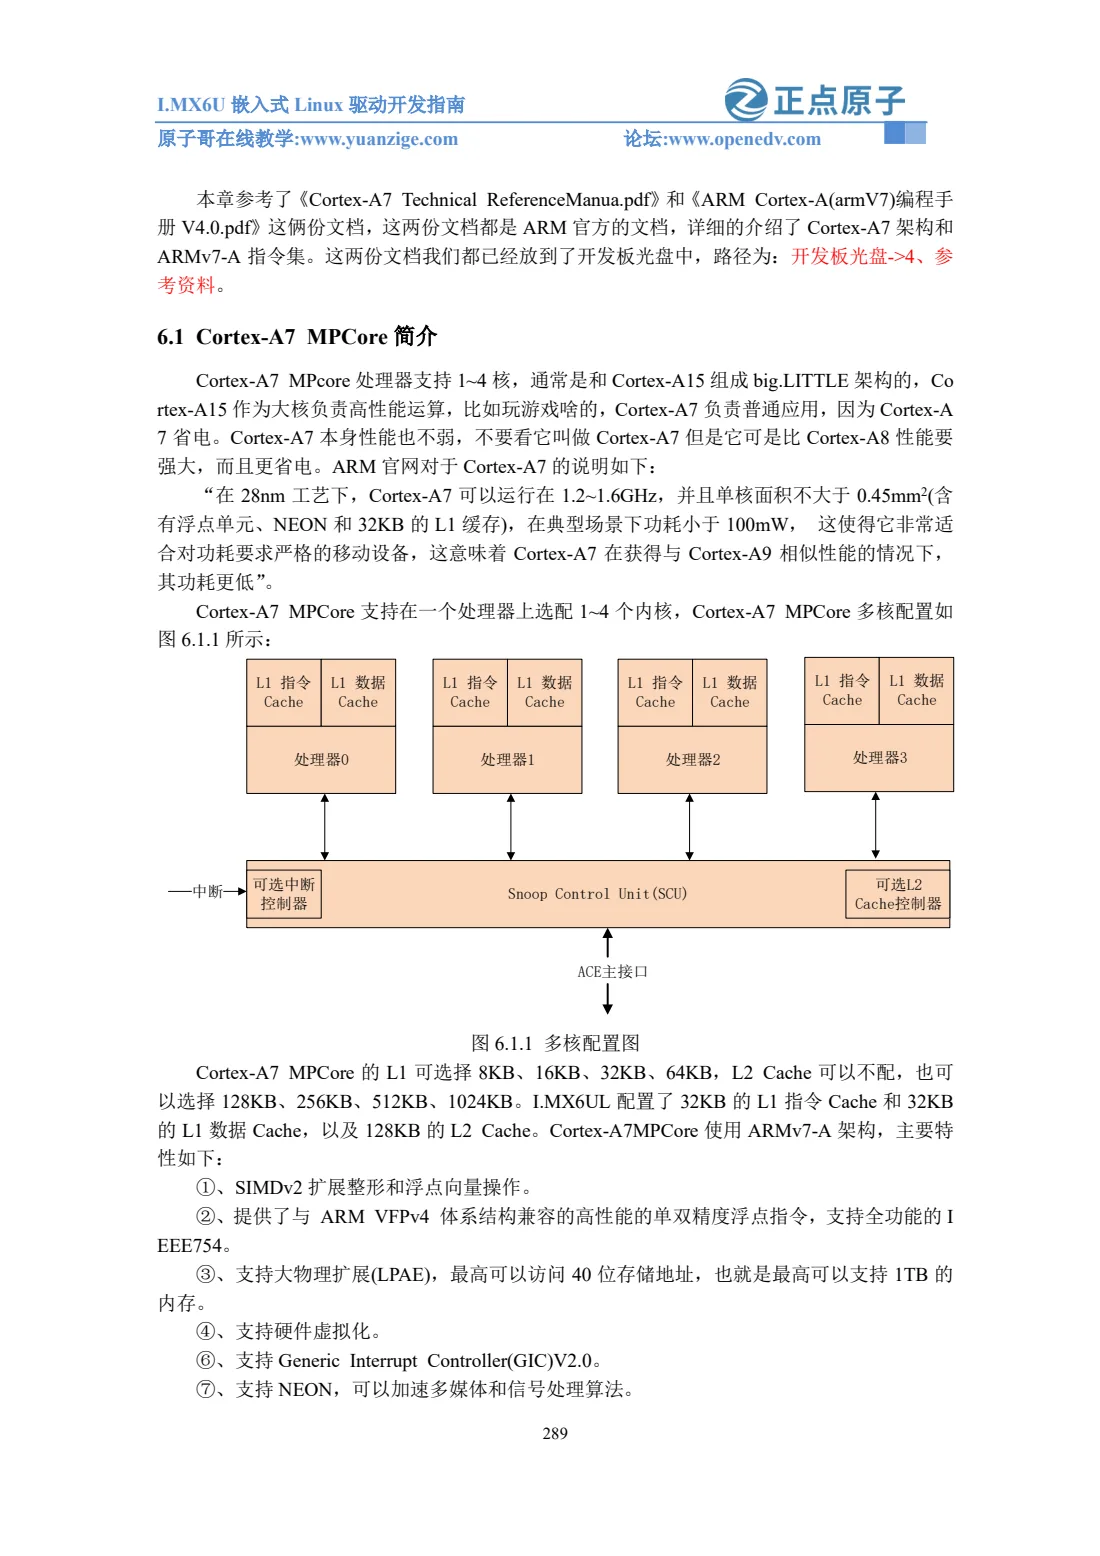 I.MX6U 嵌入式 Linux 驱动开发指南
正点原子
原子哥在线教学:www.yuanzige.com 论坛:www.openedv.com
本章参考了《Cortex-A7 Technical ReferenceManua.pdf》和《ARM Cortex-A(armV7)编程手
册 V4.0.pdf》这俩份文档，这两份文档都是 ARM 官方的文档，详细的介绍了 Cortex-A7 架构和
ARMv7-A 指令集。这两份文档我们都已经放到了开发板光盘中，路径为：开发板光盘->4、参
考资料。
6.1 Cortex-A7 MPCore 简介
Cortex-A7 MPcore 处理器支持 1~4 核，通常是和 Cortex-A15 组成 big.LITTLE 架构的，Co
rtex-A15 作为大核负责高性能运算，比如玩游戏啥的，Cortex-A7 负责普通应用，因为 Cortex-A
7 省电。Cortex-A7 本身性能也不弱，不要看它叫做 Cortex-A7 但是它可是比 Cortex-A8 性能要
强大，而且更省电。ARM 官网对于 Cortex-A7 的说明如下：
“在 28nm 工艺下，Cortex-A7 可以运行在 1.2~1.6GHz，并且单核面积不大于 0.45mm²(含
有浮点单元、NEON 和 32KB 的 L1 缓存)，在典型场景下功耗小于 100mW， 这使得它非常适
合对功耗要求严格的移动设备，这意味着 Cortex-A7 在获得与 Cortex-A9 相似性能的情况下，
其功耗更低”。
Cortex-A7 MPCore 支持在一个处理器上选配 1~4 个内核，Cortex-A7 MPCore 多核配置如
图 6.1.1 所示：
L1 指令 L1 数据 L1 指令 L1 数据 L1 指令 L1 数据 L1 指令 L1 数据
Cache Cache Cache Cache Cache Cache Cache Cache
处理器0 处理器1 处理器2 处理器3
中断
可选中断
控制器
Snoop Control Unit(SCU)
可选L2
Cache控制器
ACE主接口
图 6.1.1 多核配置图
Cortex-A7 MPCore 的 L1 可选择 8KB、16KB、32KB、64KB，L2 Cache 可以不配，也可
以选择 128KB、256KB、512KB、1024KB。I.MX6UL 配置了 32KB 的 L1 指令 Cache 和 32KB
的 L1 数据 Cache，以及 128KB 的 L2 Cache。Cortex-A7MPCore 使用 ARMv7-A 架构，主要特
性如下：
①、SIMDv2 扩展整形和浮点向量操作。
②、提供了与 ARM VFPv4 体系结构兼容的高性能的单双精度浮点指令，支持全功能的 I
EEE754。
③、支持大物理扩展(LPAE)，最高可以访问 40 位存储地址，也就是最高可以支持 1TB 的
内存。
④、支持硬件虚拟化。
⑥、支持 Generic Interrupt Controller(GIC)V2.0。
⑦、支持 NEON，可以加速多媒体和信号处理算法。
289